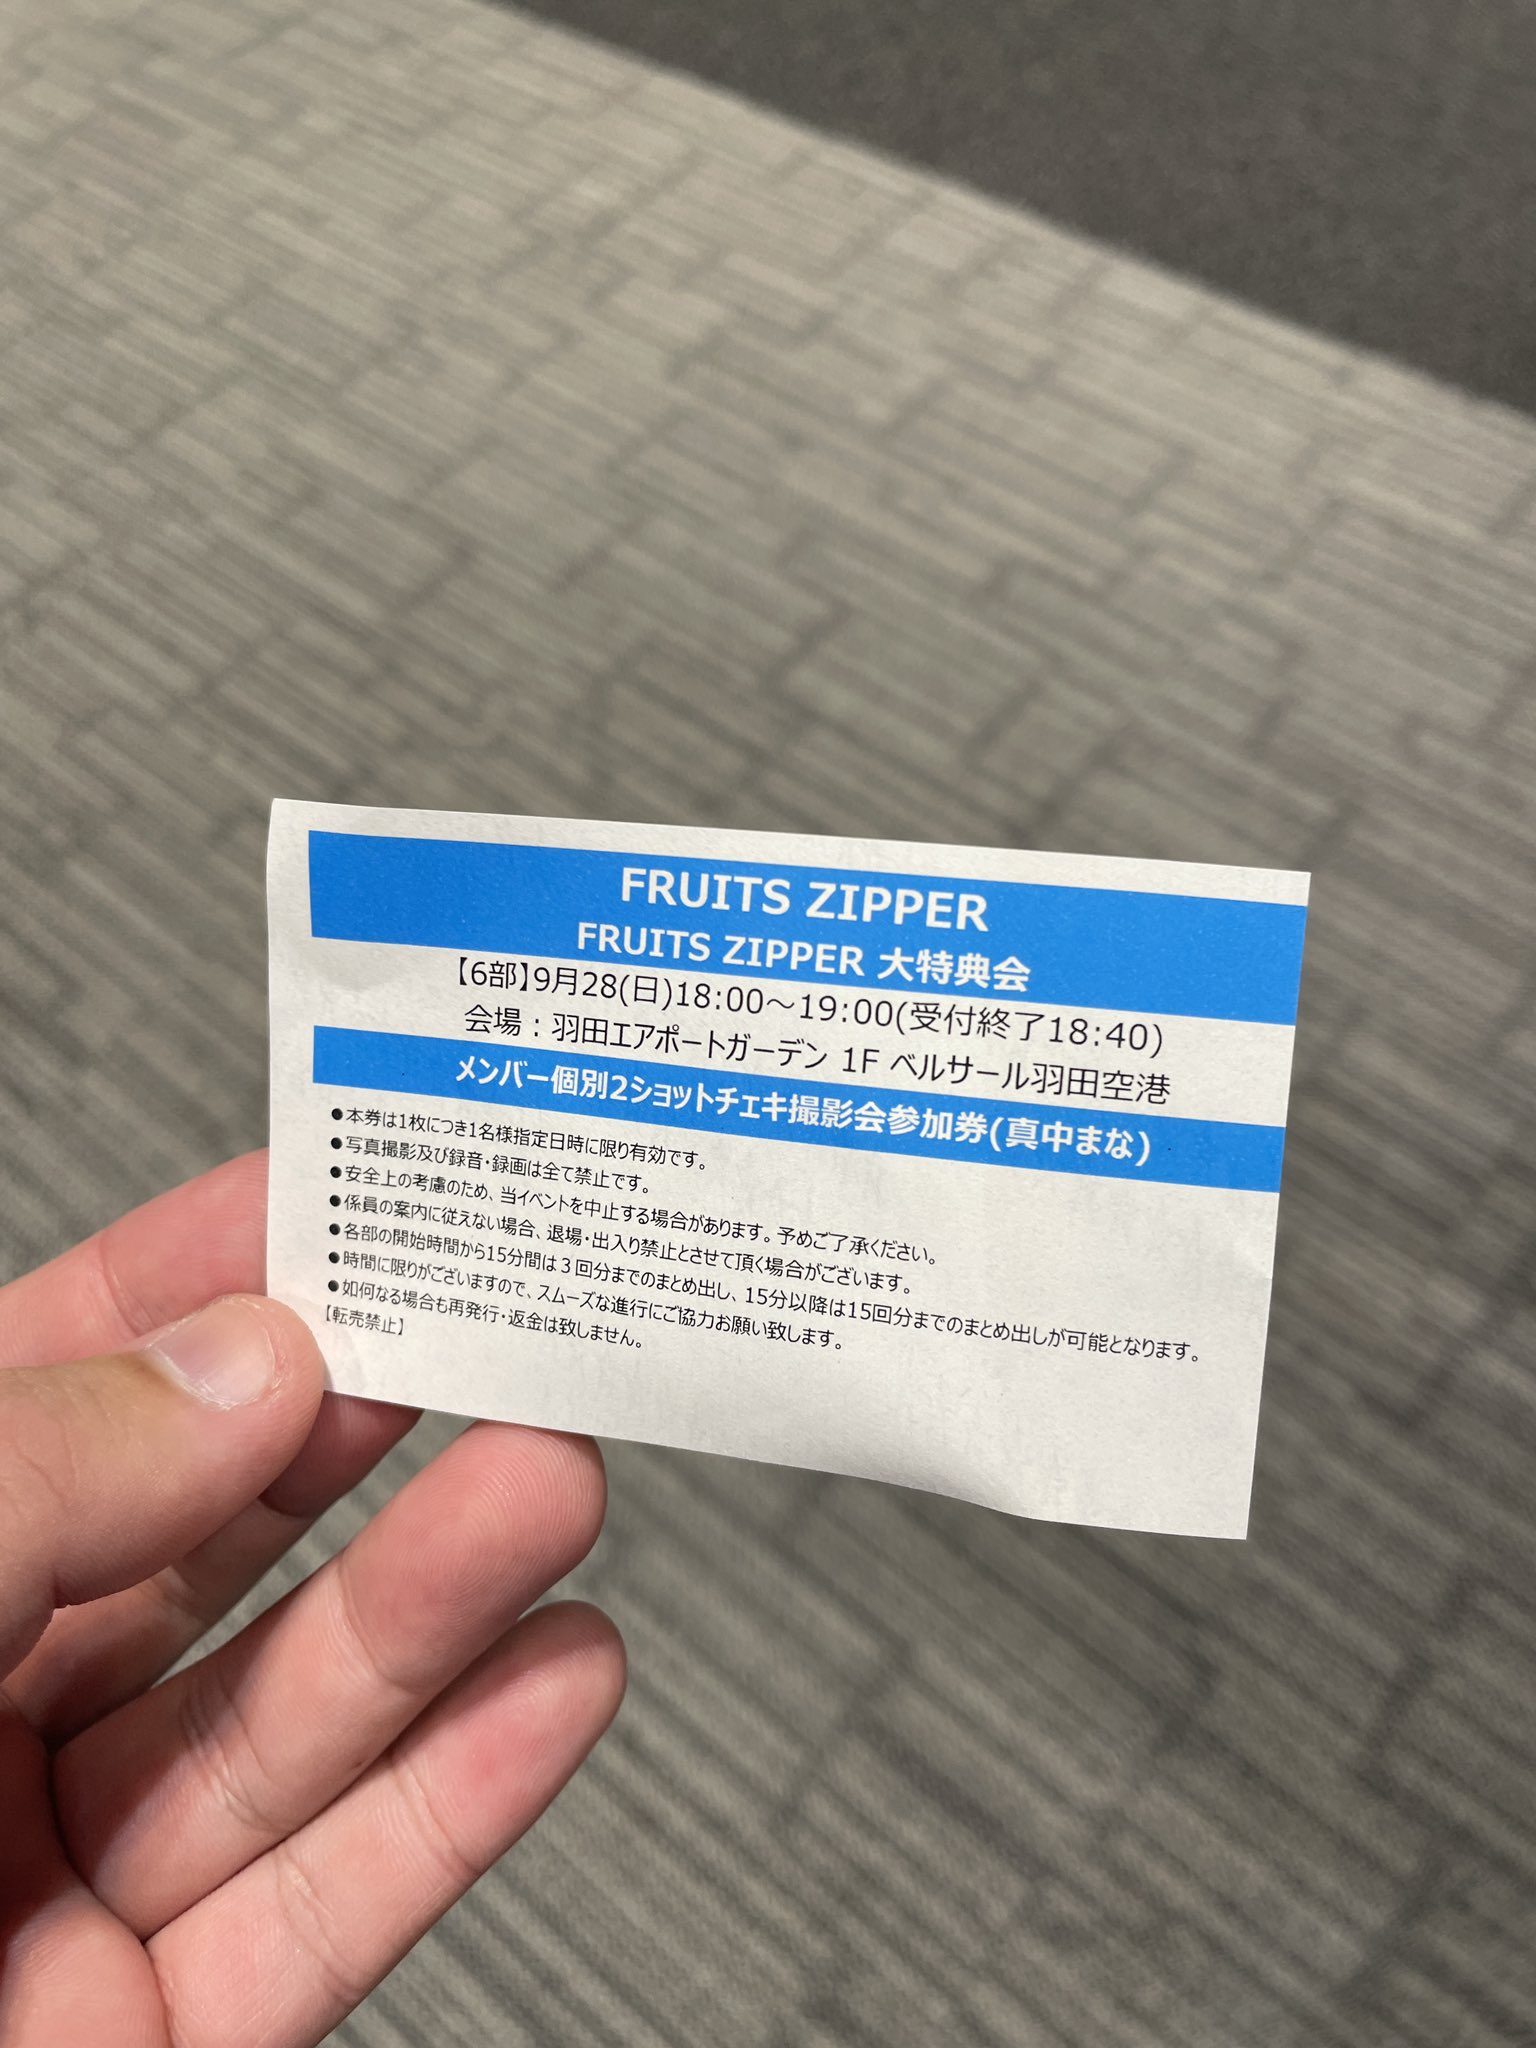 FRUITS ZIPPER
FRUITS ZIPPER 大特典会
【6部】9月28(日)18:00～19:00(受付終了18:40)
会場：羽田エアポートガーデン 1F ベルサール羽田空港
メンバー個別2ショットチェキ撮影会参加券(真中まな)
●本券は1枚につき1名様指定日時に限り有効です。
●写真撮影及び録音・録画は全て禁止です。
●安全上の考慮のため、当イベントを中止する場合があります。予めご了承ください。
●係員の案内に従えない場合、退場・出入り禁止とさせて頂く場合がございます。
●各部の開始時間から15分間は３回分までのまとめ出し、15分以降は15回分までのまとめ出しが可能となります。
●時間に限りがございますので、スムーズな進行にご協力お願い致します。
●如何なる場合も再発行・返金は致しません。
【転売禁止】